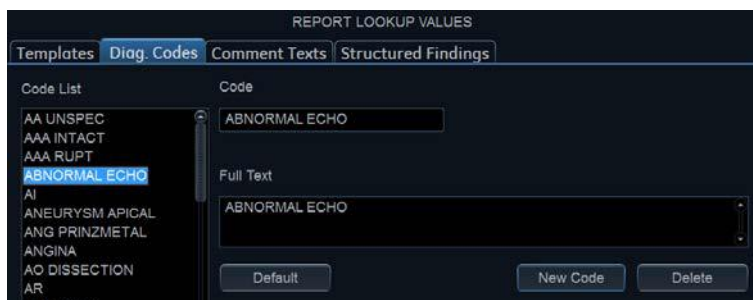 REPORT LOOKUP VALUES
Templates Diag. Codes Comment Texts Structured Findings
Code List
AA UNSPEC
AAA INTACT
AAA RUPT
ABNORMAL ECHO
AI
ANEURYSM APICAL
ANG PRINZMETAL
ANGINA
AO DISSECTION
AR
Code
ABNORMAL ECHO
Full Text
ABNORMAL ECHO
Default New Code Delete